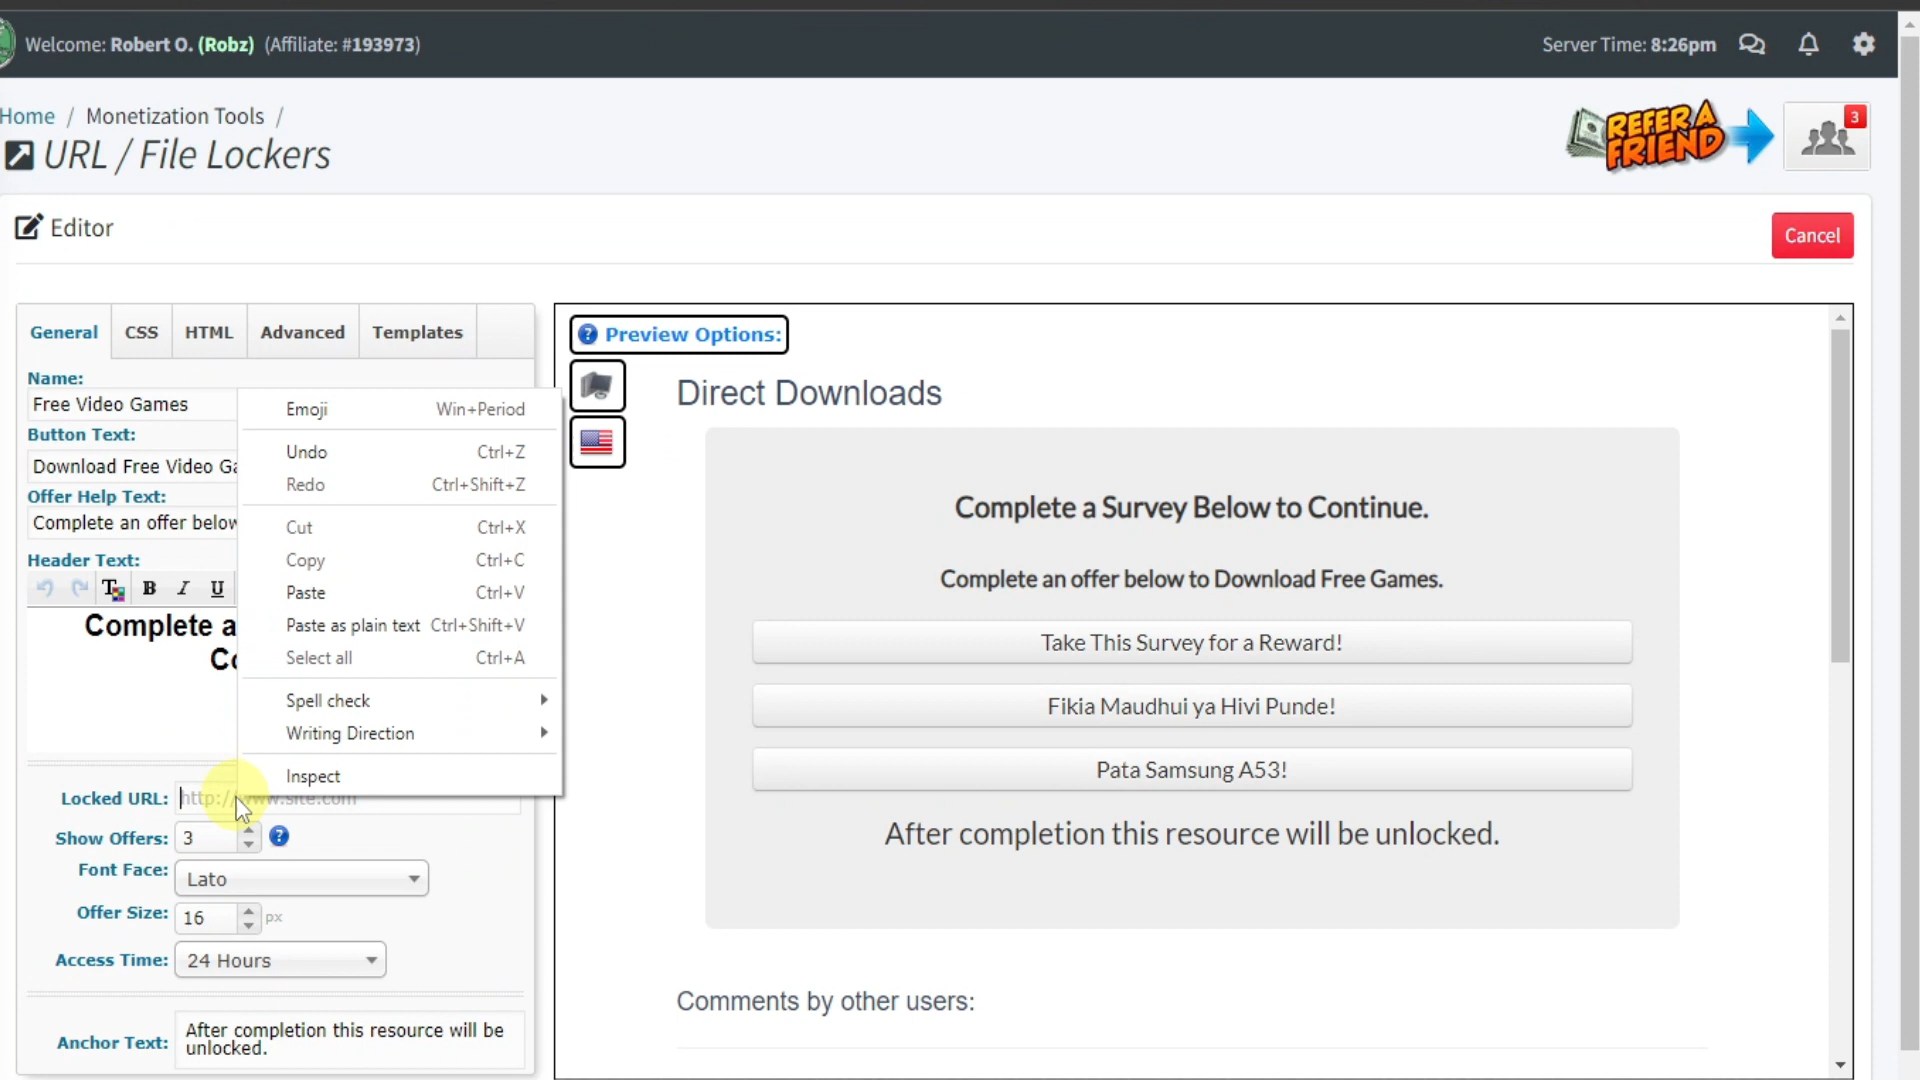 Welcome: Robert O. (Robz) (Affiliate: #193973)
Server Time: 8:26pm
Home / Monetization Tools /
URL / File Lockers
REFER A FRIEND
3
Editor
Cancel
General CSS HTML Advanced Templates
Name:
Free Video Games
Button Text:
Download Free Video
Offer Help Text:
Complete an offer below
Header Text:
B I U
Complete a
Emoji Win+Period
Undo Ctrl+Z
Redo Ctrl+Shift+Z
Cut Ctrl+X
Copy Ctrl+C
Paste Ctrl+V
Paste as plain text Ctrl+Shift+V
Select all Ctrl+A
Spell check
Writing Direction
Inspect
Locked URL: http://www.site.com
Show Offers: 3
Font Face: Lato
Offer Size: 16 px
Access Time: 24 Hours
Anchor Text: After completion this resource will be
unlocked.
Preview Options:
Direct Downloads
Complete a Survey Below to Continue.
Complete an offer below to Download Free Games.
Take This Survey for a Reward!
Fikia Maudhui ya Hivi Punde!
Pata Samsung A53!
After completion this resource will be unlocked.
Comments by other users: